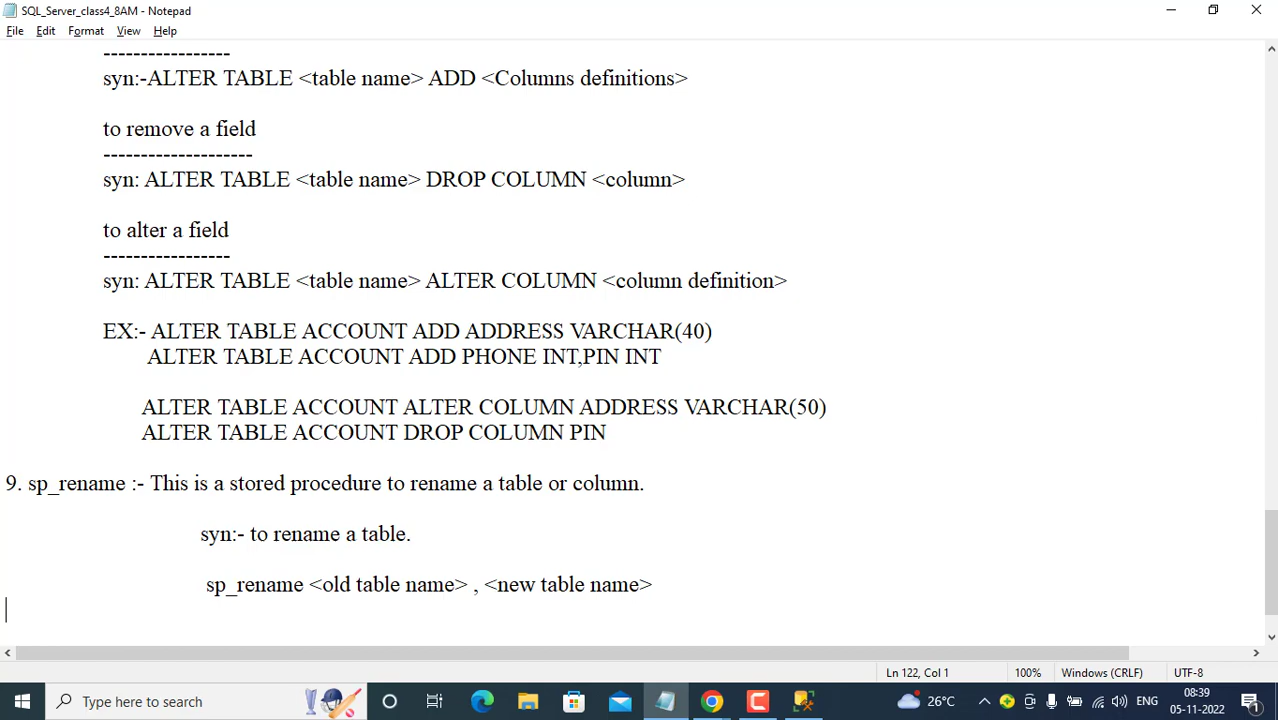 SQL_Server_class4_8AM - Notepad
File Edit Format View Help
-----------------
syn:-ALTER TABLE <table name> ADD <Columns definitions>
to remove a field
--------------------
syn: ALTER TABLE <table name> DROP COLUMN <column>
to alter a field
-----------------
syn: ALTER TABLE <table name> ALTER COLUMN <column definition>
EX:- ALTER TABLE ACCOUNT ADD ADDRESS VARCHAR(40)
ALTER TABLE ACCOUNT ADD PHONE INT,PIN INT
ALTER TABLE ACCOUNT ALTER COLUMN ADDRESS VARCHAR(50)
ALTER TABLE ACCOUNT DROP COLUMN PIN
9. sp_rename :- This is a stored procedure to rename a table or column.
syn:- to rename a table.
sp_rename <old table name> , <new table name>
Ln 122, Col 1 100% Windows (CRLF) UTF-8
Type here to search 26°C ENG 08:39
05-11-2022 1